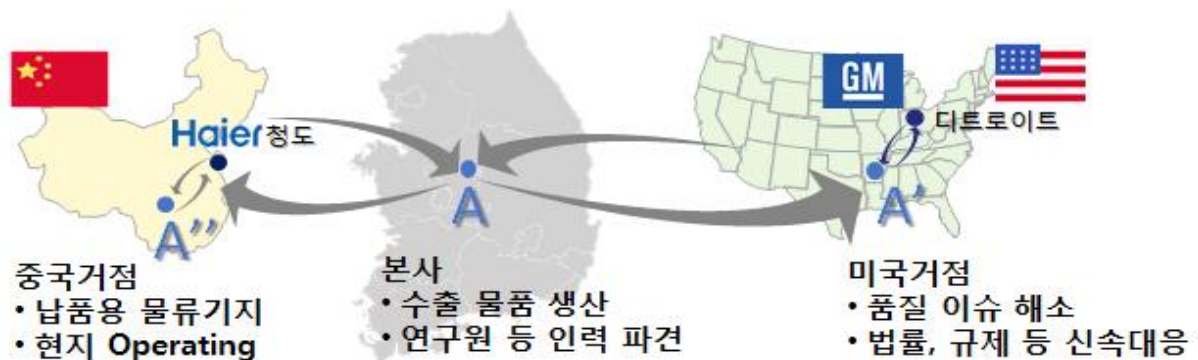 GM
Haier 청도
디트로이트
A''
A
A'
중국거점
• 납품용 물류기지
• 현지 Operating
본사
• 수출 물품 생산
• 연구원 등 인력 파견
미국거점
• 품질 이슈 해소
• 법률, 규제 등 신속대응